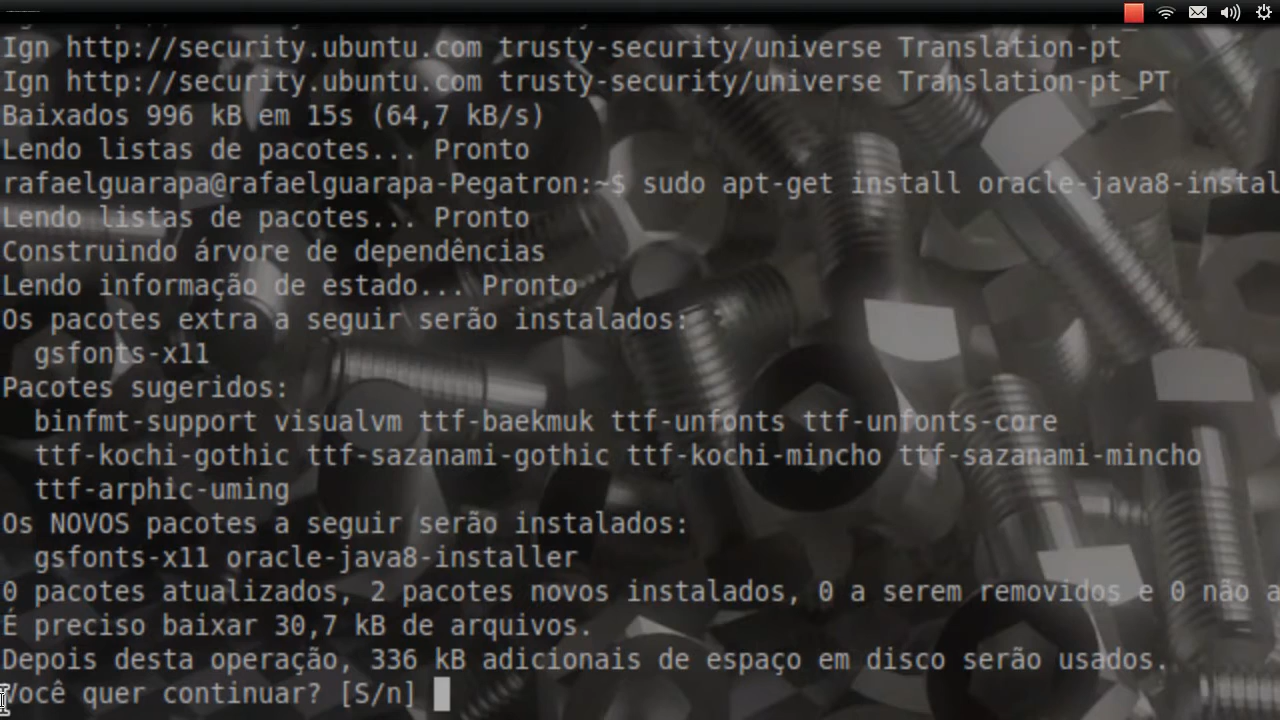 Ign http://security.ubuntu.com trusty-security/universe Translation-pt
Ign http://security.ubuntu.com trusty-security/universe Translation-pt_PT
Baixados 996 kB em 15s (64,7 kB/s)
Lendo listas de pacotes... Pronto
rafaelguarapa@rafaelguarapa-Pegatron:~$ sudo apt-get install oracle-java8-instal
Lendo listas de pacotes... Pronto
Construindo árvore de dependências
Lendo informação de estado... Pronto
Os pacotes extra a seguir serão instalados:
gsfonts-x11
Pacotes sugeridos:
binfmt-support visualvm ttf-baekmuk ttf-unfonts ttf-unfonts-core
ttf-kochi-gothic ttf-sazanami-gothic ttf-kochi-mincho ttf-sazanami-mincho
ttf-arphic-uming
Os NOVOS pacotes a seguir serão instalados:
gsfonts-x11 oracle-java8-installer
0 pacotes atualizados, 2 pacotes novos instalados, 0 a serem removidos e 0 não a
É preciso baixar 30,7 kB de arquivos.
Depois desta operação, 336 kB adicionais de espaço em disco serão usados.
Você quer continuar? [S/n]